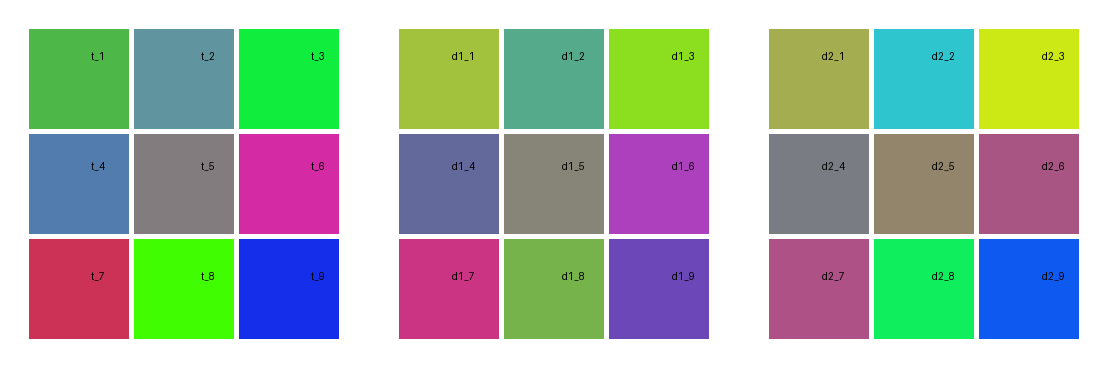 t_1 t_2 t_3 d1_1 d1_2 d1_3 d2_1 d2_2 d2_3
t_4 t_5 t_6 d1_4 d1_5 d1_6 d2_4 d2_5 d2_6
t_7 t_8 t_9 d1_7 d1_8 d1_9 d2_7 d2_8 d2_9